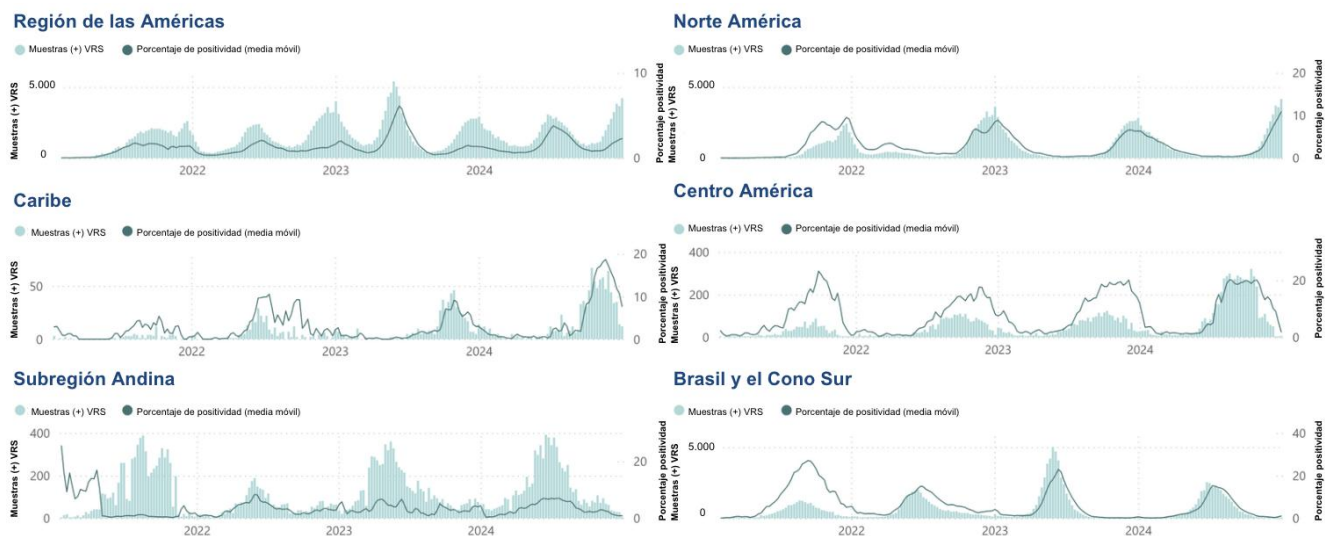 Región de las Américas
Muestras (+) VRS Porcentaje de positividad (media móvil)
Muestras (+) VRS
5.000
0
10
0
Porcentaje positividad
2022 2023 2024
Norte América
Muestras (+) VRS Porcentaje de positividad (media móvil)
Muestras (+) VRS
5.000
0
20
10
0
Porcentaje positividad
2022 2023 2024
Caribe
Muestras (+) VRS Porcentaje de positividad (media móvil)
Muestras (+) VRS
50
0
20
10
0
Porcentaje positividad
2022 2023 2024
Centro América
Muestras (+) VRS Porcentaje de positividad (media móvil)
Muestras (+) VRS
400
200
0
20
0
Porcentaje positividad
2022 2023 2024
Subregión Andina
Muestras (+) VRS Porcentaje de positividad (media móvil)
Muestras (+) VRS
400
200
0
20
0
Porcentaje positividad
2022 2023 2024
Brasil y el Cono Sur
Muestras (+) VRS Porcentaje de positividad (media móvil)
Muestras (+) VRS
5.000
0
40
20
0
Porcentaje positividad
2022 2023 2024